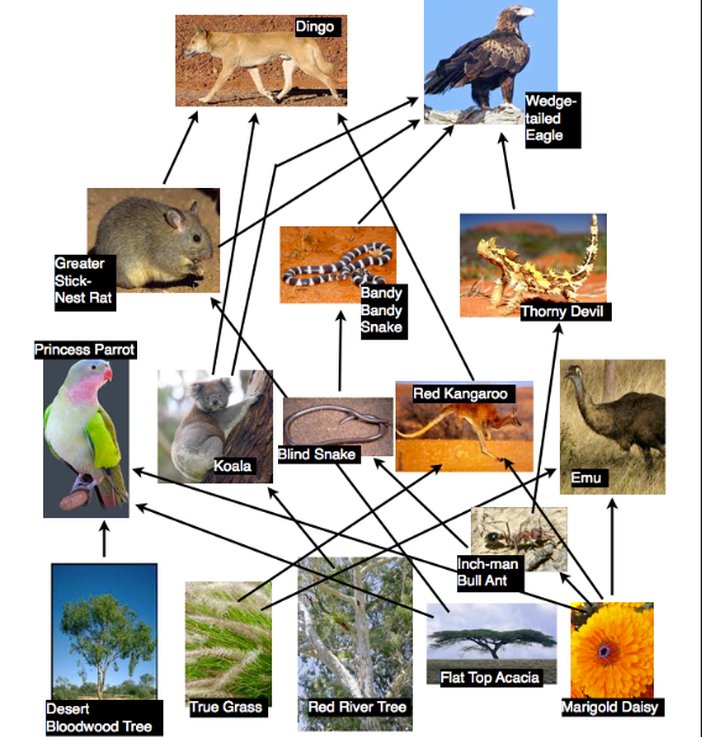 Dingo
Wedge-
tailed
Eagle
Greater
Stick-
Nest Rat
Bandy
Bandy
Snake
Thorny Devil
Princess Parrot
Koala
Blind Snake
Red Kangaroo
Emu
Inch-man
Bull Ant
Desert
Bloodwood Tree
True Grass
Red River Tree
Flat Top Acacia
Marigold Daisy